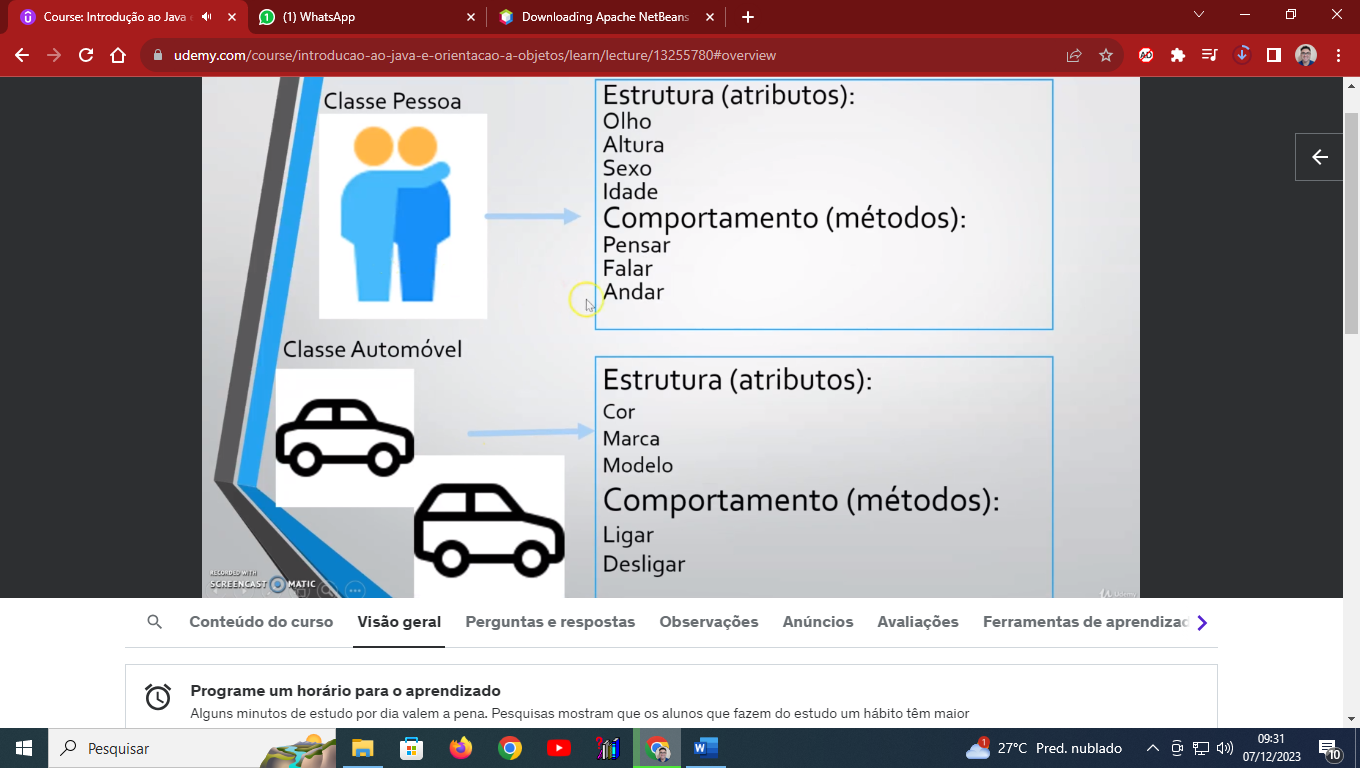 Course: Introdução ao Java e
(1) WhatsApp
Downloading Apache NetBeans
udemy.com/course/introducao-ao-java-e-orientacao-a-objetos/learn/lecture/13255780#overview
Classe Pessoa
Estrutura (atributos):
Olho
Altura
Sexo
Idade
Comportamento (métodos):
Pensar
Falar
Andar
Classe Automóvel
Estrutura (atributos):
Cor
Marca
Modelo
Comportamento (métodos):
Ligar
Desligar
RECORDED WITH
SCREENCAST MATIC
Udemy
Conteúdo do curso
Visão geral
Perguntas e respostas
Observações
Anúncios
Avaliações
Ferramentas de aprendizad
Programe um horário para o aprendizado
Alguns minutos de estudo por dia valem a pena. Pesquisas mostram que os alunos que fazem do estudo um hábito têm maior
Pesquisar
1
27°C Pred. nublado
09:31
07/12/2023
10